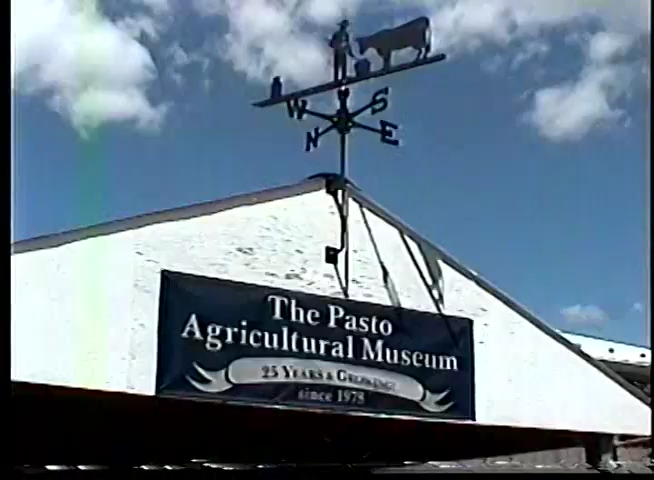 W S
N E
The Pasto
Agricultural Museum
25 YEARS & GROWING!
since 1978